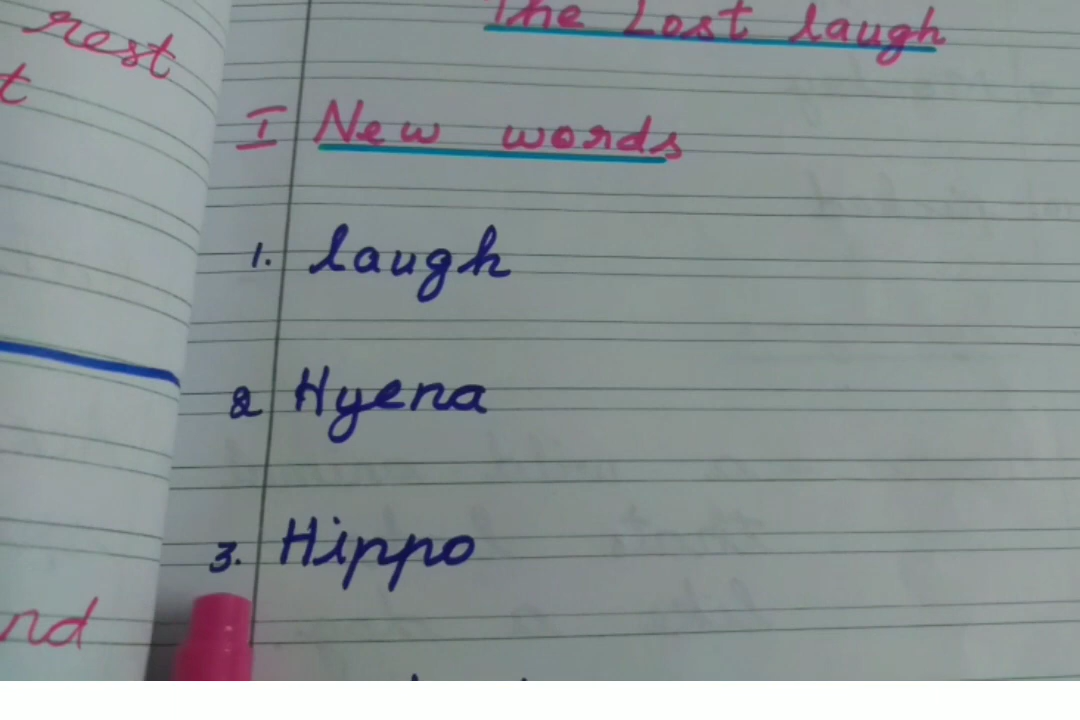 rest
t
nd
The Lost laugh
I New words
1. laugh
2 Hyena
3. Hippo